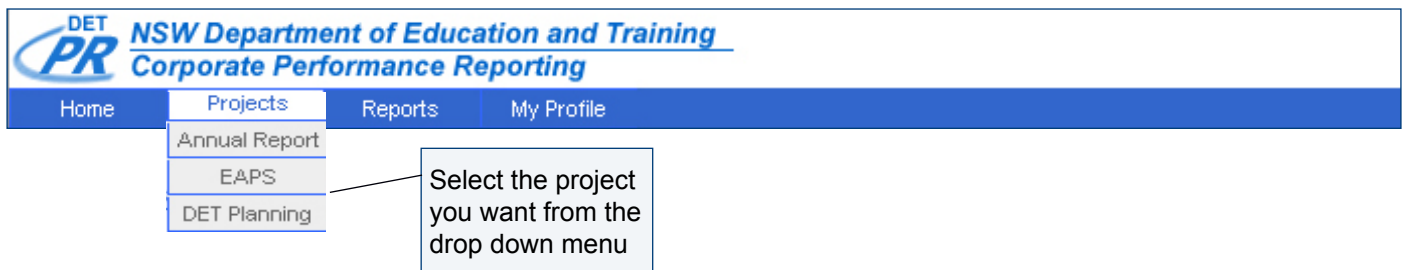 DET
PR
NSW Department of Education and Training
Corporate Performance Reporting
Home Projects Reports My Profile
Annual Report
EAPS
DET Planning
Select the project
you want from the
drop down menu